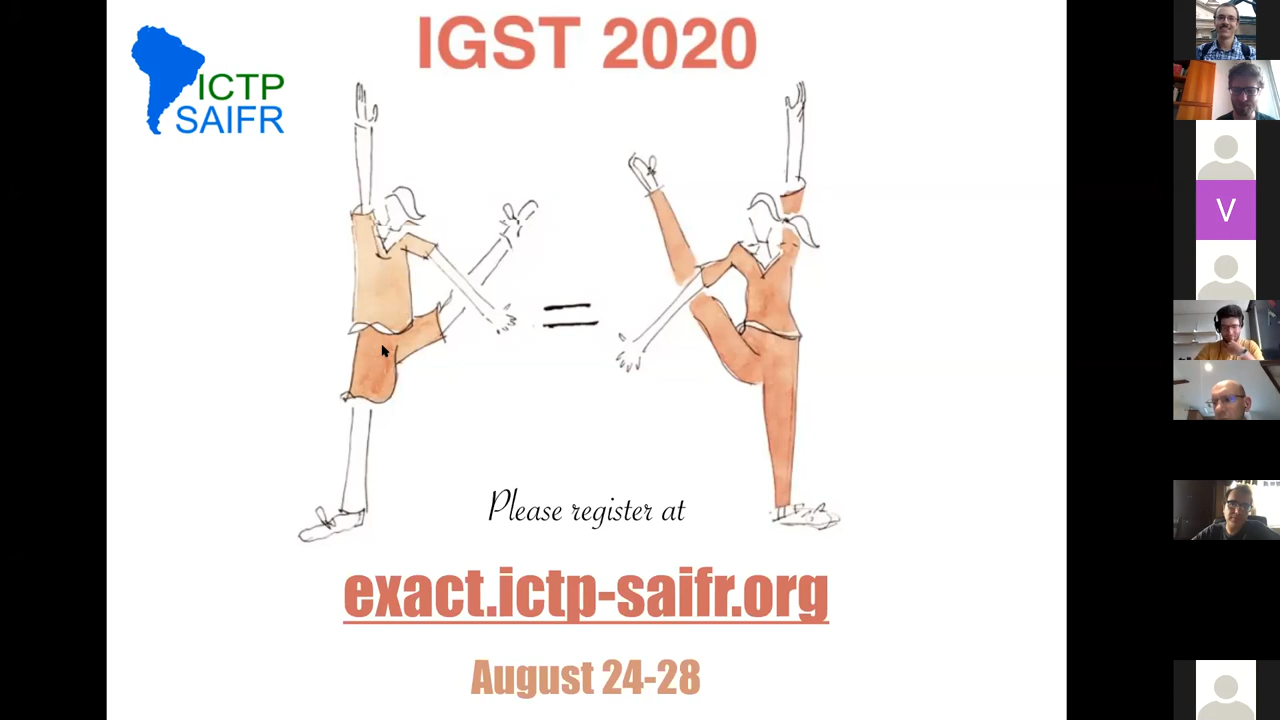 IGST 2020
ICTP
SAIFR
V
=
Please register at
exact.ictp-saifr.org
August 24-28